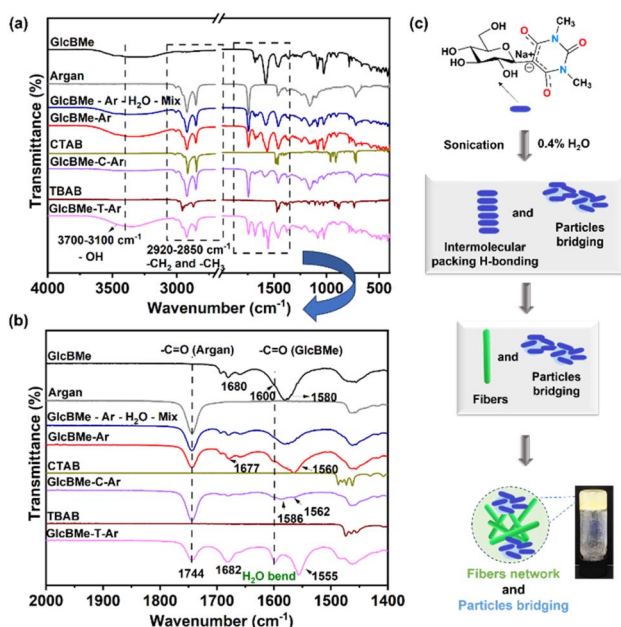 (a)
GlcBMe
Argan
GlcBMe - Ar - H₂O - Mix
GlcBMe-Ar
CTAB
GlcBMe-C-Ar
TBAB
GlcBMe-T-Ar
3700-3100 cm⁻¹
- OH
2920-2850 cm⁻¹
-CH₂ and -CH₃
Transmittance (%)
4000 3500 3000 1500 1000 500
Wavenumber (cm⁻¹)
(b)
-C=O (Argan) -C=O (GlcBMe)
GlcBMe
1680
1600
1580
Argan
GlcBMe - Ar - H₂O - Mix
GlcBMe-Ar
1677
1560
CTAB
GlcBMe-C-Ar
1586
1562
TBAB
GlcBMe-T-Ar
1744
1682
H₂O bend
1555
Transmittance (%)
2000 1900 1800 1700 1600 1500 1400
Wavenumber (cm⁻¹)
(c)
CH₃
HO
OH
O
Na+
O
N
O
HO
HO
OH
⊖
N
O
CH₃
Sonication 0.4% H₂O
and
Intermolecular
packing H-bonding
Particles
bridging
and
Fibers
Particles
bridging
Fibers network
and
Particles bridging